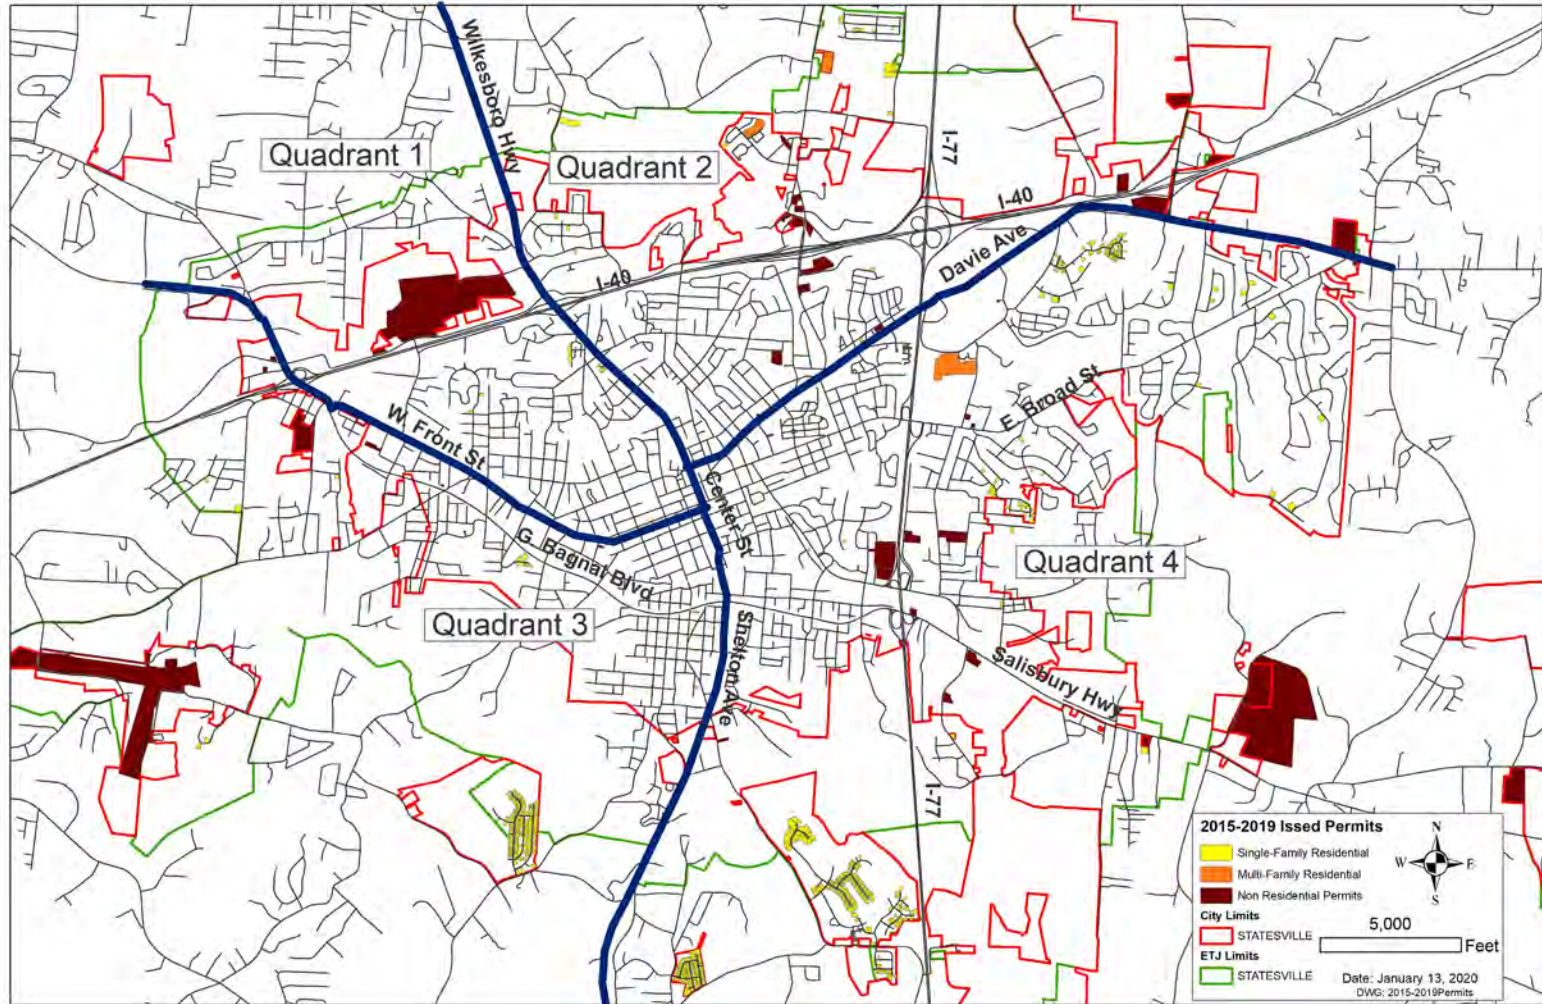 Wilkesboro Hwy
Quadrant 1
Quadrant 2
I-77
I-40
Davie Ave
I-40
W. Front St
E. Broad St
Center St
G. Bagnal Blvd
Quadrant 4
Quadrant 3
Shelton Ave
Salisbury Hwy
I-77
2015-2019 Issed Permits
Single-Family Residential
Multi-Family Residential
Non Residential Permits
N
W
E
S
City Limits
STATESVILLE
5,000
Feet
ETJ Limits
STATESVILLE
Date: January 13, 2020
DWG: 2015-2019Permits